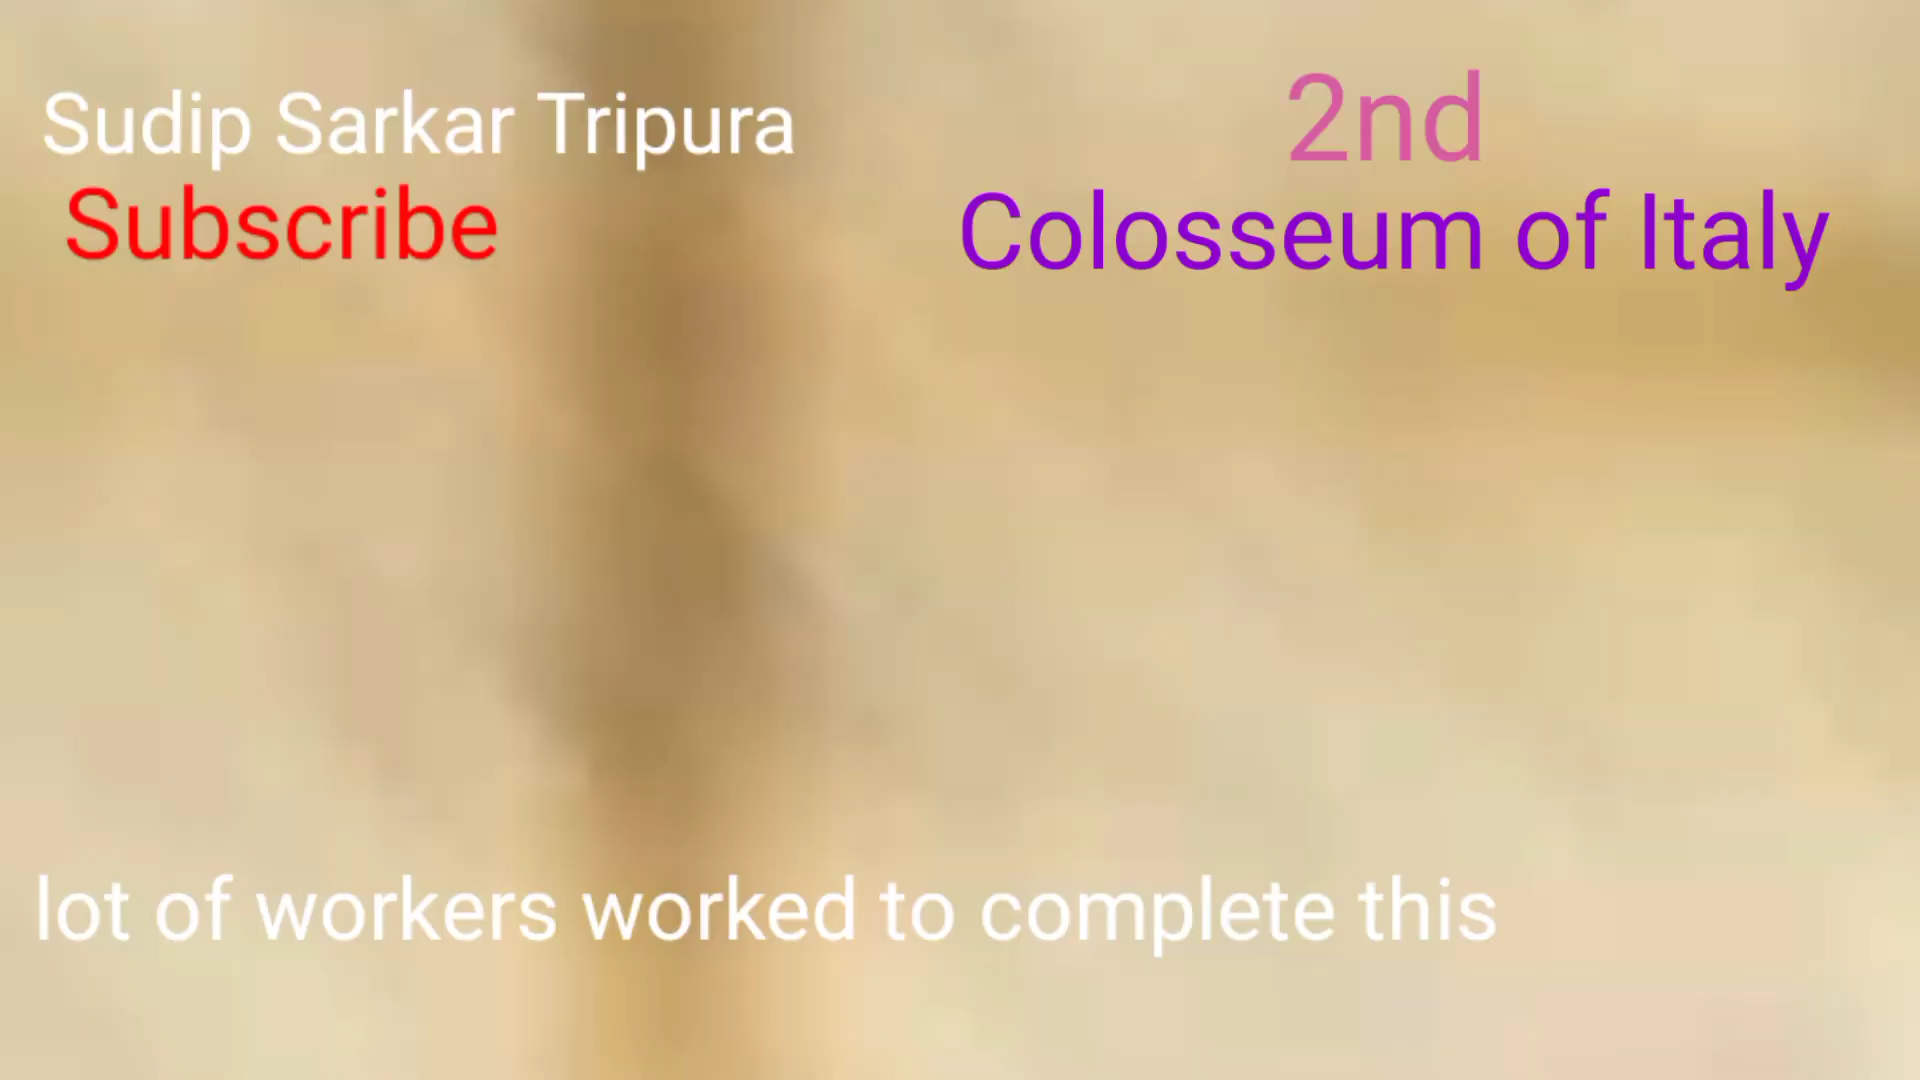 Sudip Sarkar Tripura
Subscribe
2nd
Colosseum of Italy
lot of workers worked to complete this